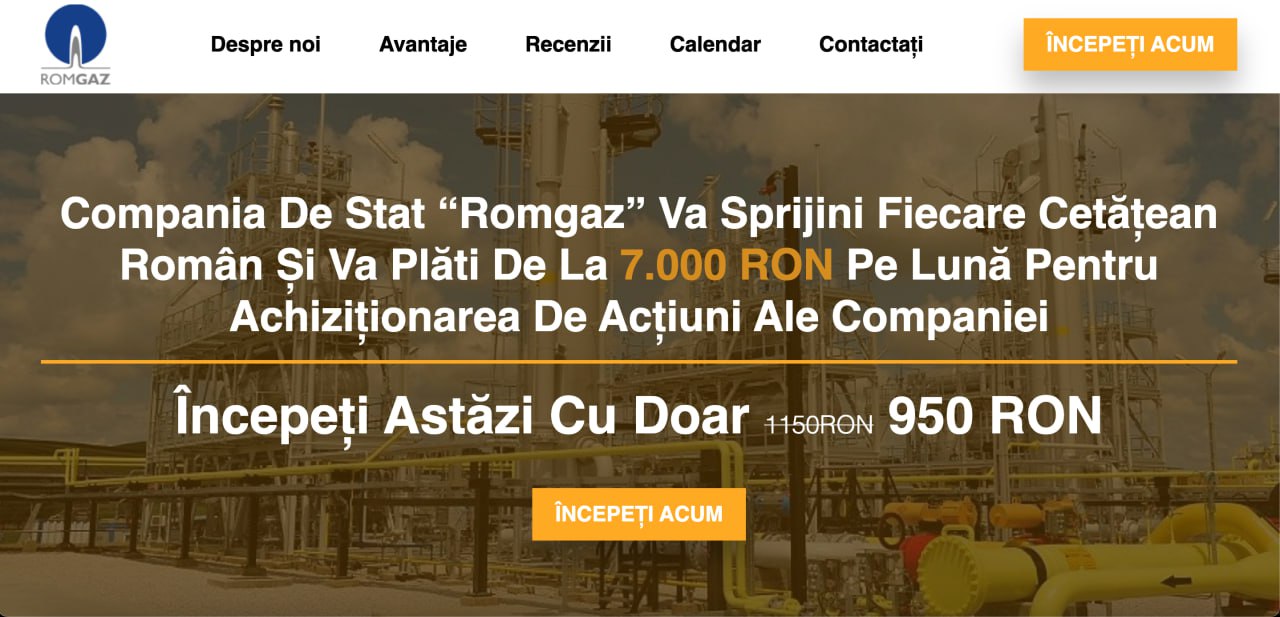 ROMGAZ
Despre noi
Avantaje
Recenzii
Calendar
Contactați
ÎNCEPEȚI ACUM
Compania De Stat “Romgaz” Va Sprijini Fiecare Cetățean
Român Și Va Plăti De La 7.000 RON Pe Lună Pentru
Achiziționarea De Acțiuni Ale Companiei
Începeți Astăzi Cu Doar 1150RON 950 RON
ÎNCEPEȚI ACUM